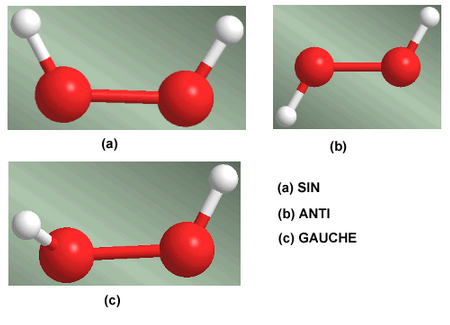 (a)
(b)
(c)
(a) SIN
(b) ANTI
(c) GAUCHE